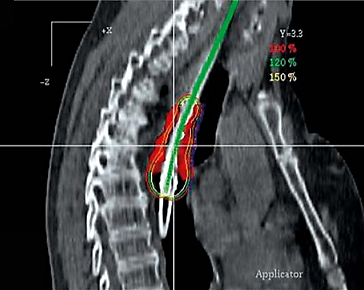 +X
-Z
Y=3.3
100 %
120 %
150 %
Applicator